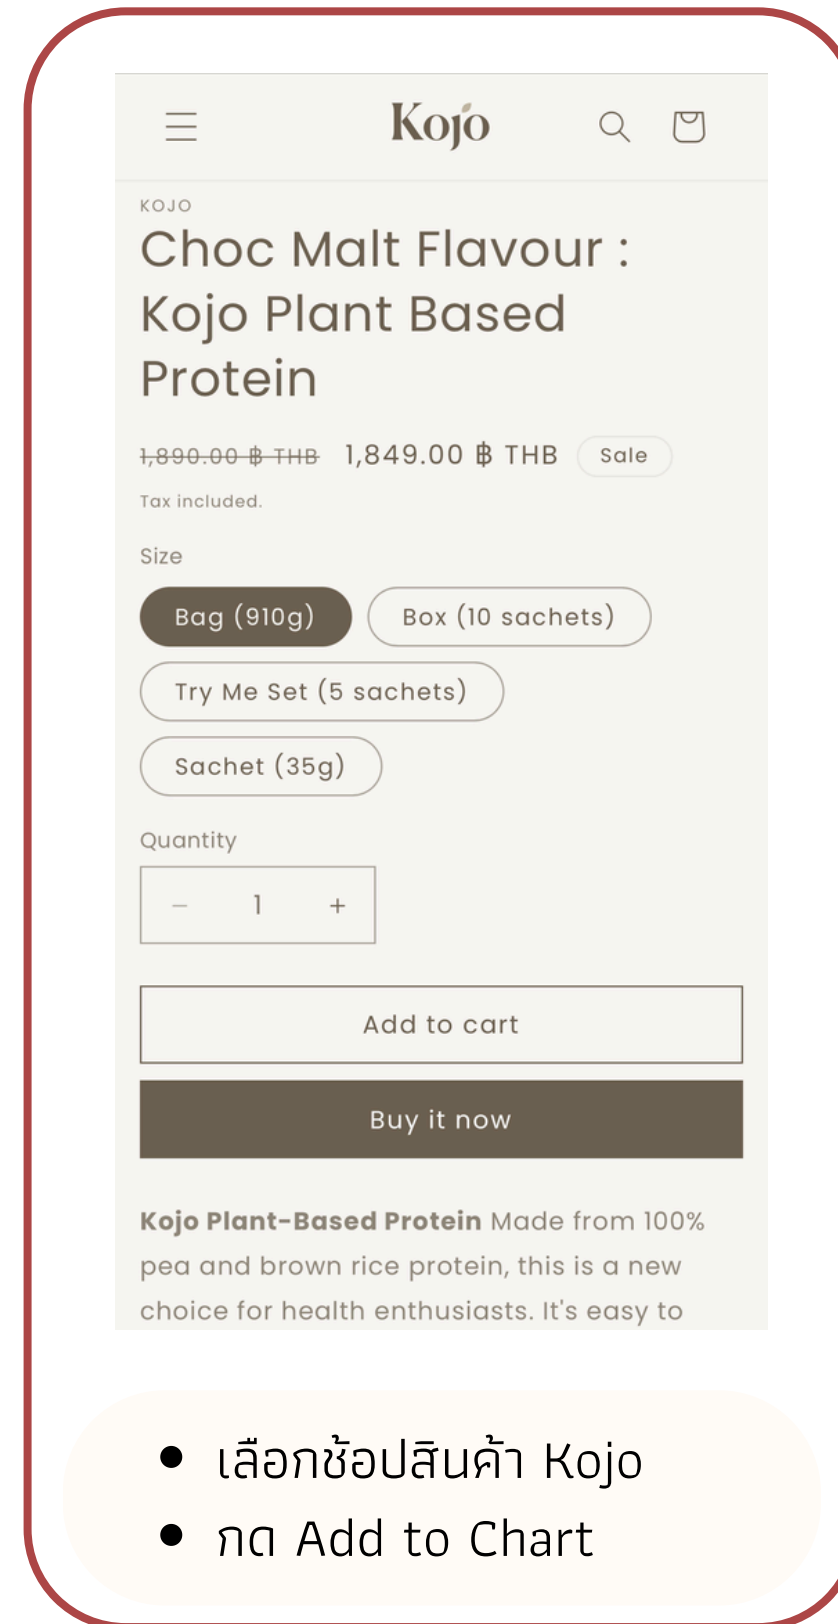 Kojo
KOJO
Choc Malt Flavour :
Kojo Plant Based
Protein
1,890.00 ฿ THB 1,849.00 ฿ THB Sale
Tax included.
Size
Bag (910g) Box (10 sachets)
Try Me Set (5 sachets)
Sachet (35g)
Quantity
− 1 +
Add to cart
Buy it now
Kojo Plant-Based Protein Made from 100%
pea and brown rice protein, this is a new
choice for health enthusiasts. It's easy to
• เลือกช้อปสินค้า Kojo
• กด Add to Chart